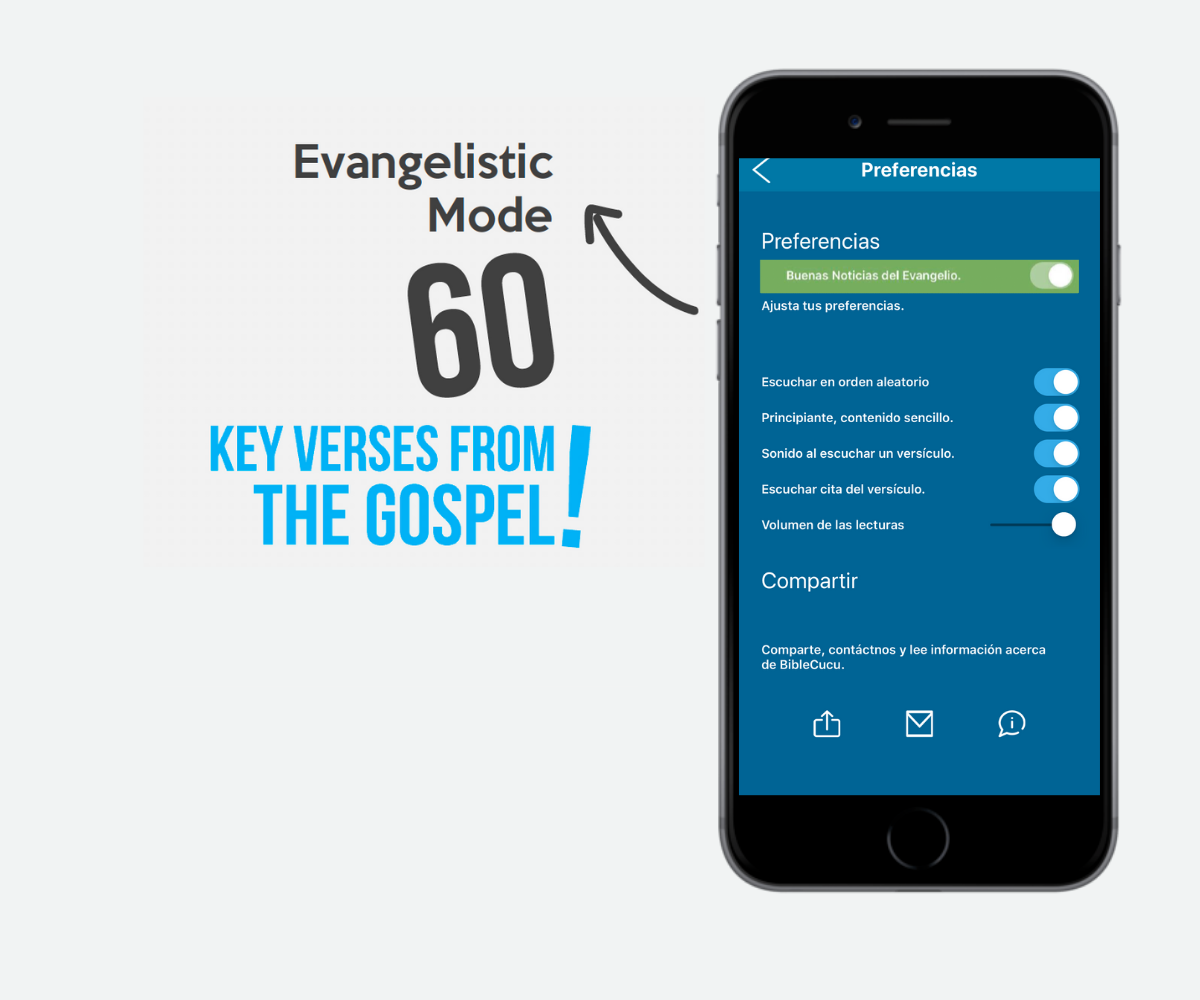 Evangelistic
Mode
60
KEY VERSES FROM
THE GOSPEL!
Preferencias
Preferencias
Buenas Noticias del Evangelio.
Ajusta tus preferencias.
Escuchar en orden aleatorio
Principiante, contenido sencillo.
Sonido al escuchar un versículo.
Escuchar cita del versículo.
Volumen de las lecturas
Compartir
Comparte, contáctnos y lee información acerca
de BibleCucu.